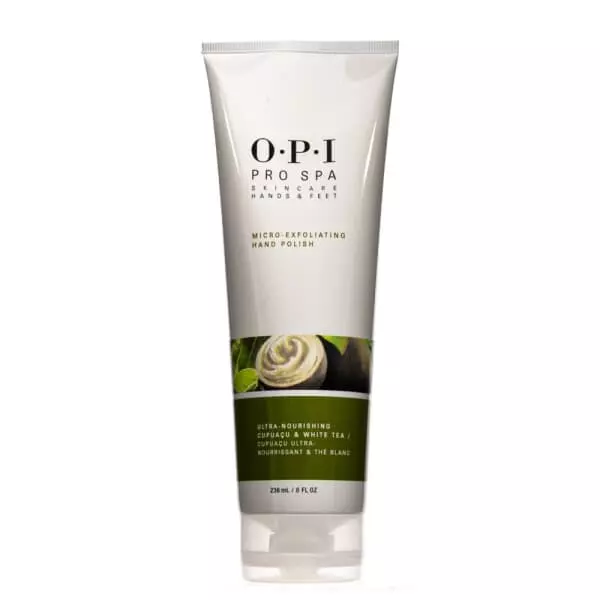 O·P·I
PRO SPA
SKINCARE
HANDS & FEET
MICRO-EXFOLIATING
HAND POLISH
ULTRA-NOURISHING
CUPUAÇU & WHITE TEA /
CUPUAÇU ULTRA-
NOURRISSANT & THÉ BLANC
236 mL / 8 FL OZ